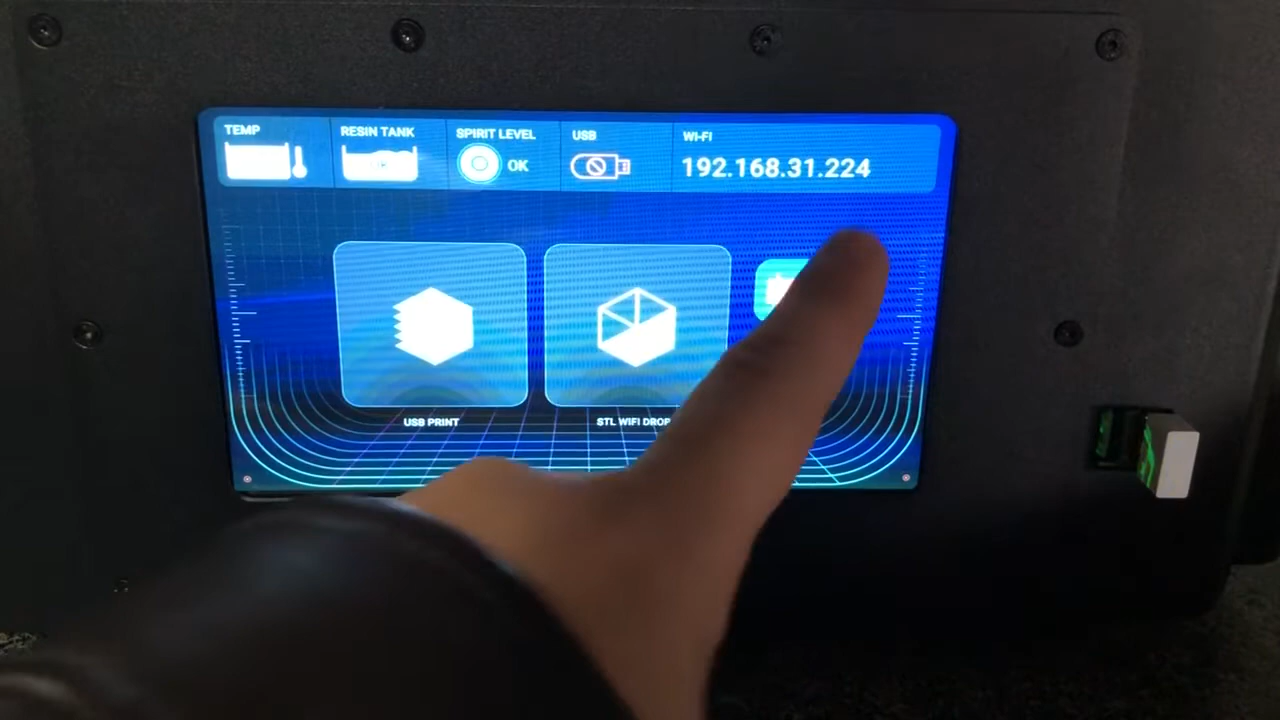 TEMP
RESIN TANK
SPIRIT LEVEL
USB
WI-FI
OK
192.168.31.224
USB PRINT
STL WIFI DROP